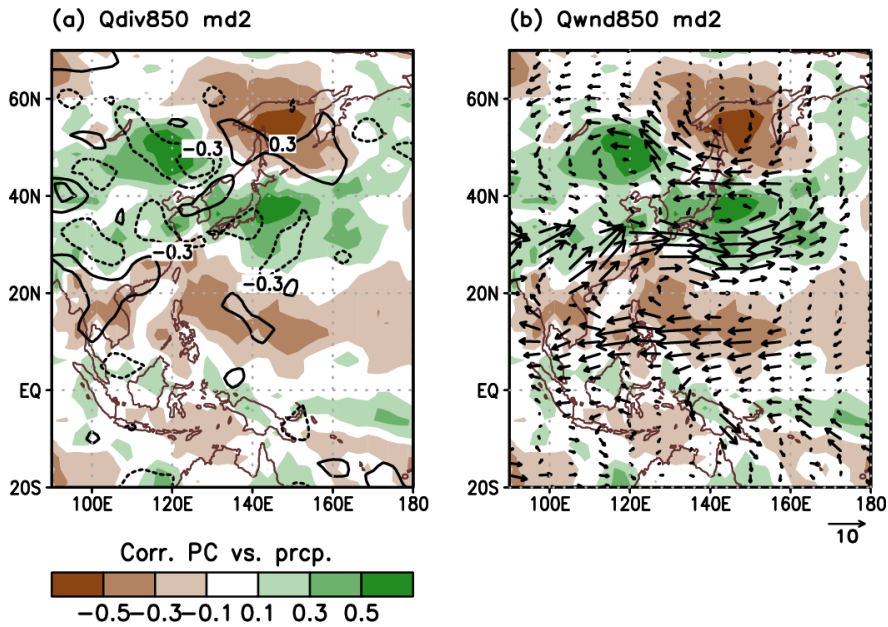 (a) Qdiv850 md2
(b) Qwnd850 md2
60N
40N
20N
EQ
20S
100E 120E 140E 160E 180
-0.3
0.3
-0.3
-0.3
60N
40N
20N
EQ
20S
100E 120E 140E 160E 180
10
Corr. PC vs. prcp.
-0.5 -0.3 -0.1 0.1 0.3 0.5